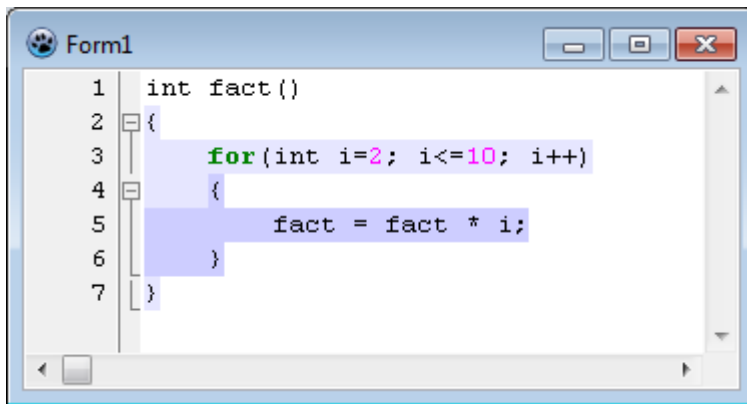 Form1
1 int fact()
2 {
3     for(int i=2; i<=10; i++)
4     {
5         fact = fact * i;
6     }
7 }